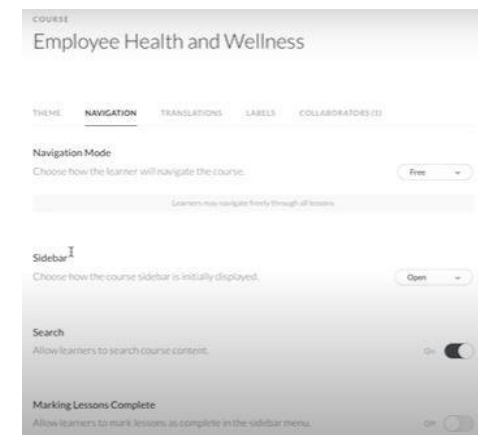 COURSE
Employee Health and Wellness
THEME NAVIGATION TRANSLATIONS LABELS COLLABORATORS (1)
Navigation Mode
Choose how the learner will navigate the course.
Free
Learners may navigate freely through all lessons
Sidebar
Choose how the course sidebar is initially displayed.
Open
Search
Allow learners to search course content.
On
Marking Lessons Complete
Allow learners to mark lessons as complete in the sidebar menu.
Off